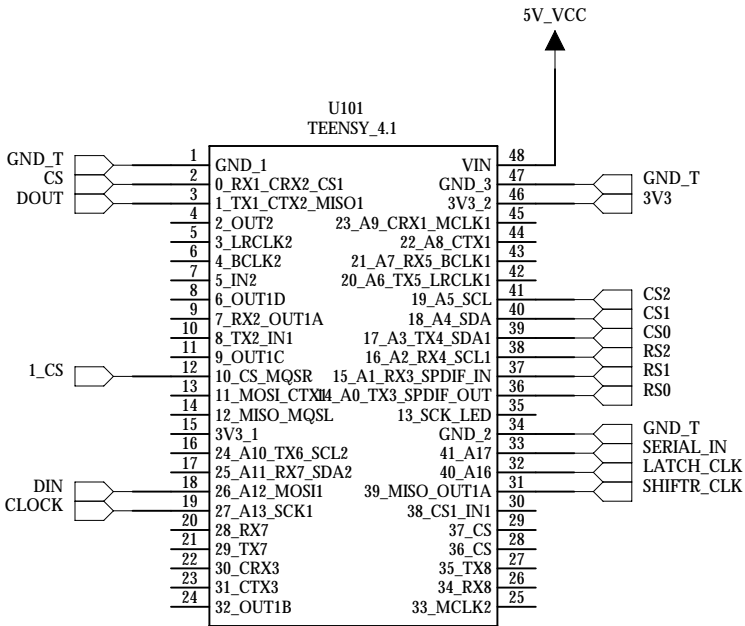 5V_VCC
U101
TEENSY_4.1
GND_T 1 GND_1 VIN 48
CS 2 0_RX1_CRX2_CS1 GND_3 47 GND_T
DOUT 3 1_TX1_CTX2_MISO1 3V3_2 46 3V3
4 2_OUT2 23_A9_CRX1_MCLK1 45
5 3_LRCLK2 22_A8_CTX1 44
6 4_BCLK2 21_A7_RX5_BCLK1 43
7 5_IN2 20_A6_TX5_LRCLK1 42
8 6_OUT1D 19_A5_SCL 41 CS2
9 7_RX2_OUT1A 18_A4_SDA 40 CS1
10 8_TX2_IN1 17_A3_TX4_SDA1 39 CS0
11 9_OUT1C 16_A2_RX4_SCL1 38 RS2
1_CS 12 10_CS_MQSR 15_A1_RX3_SPDIF_IN 37 RS1
13 11_MOSI_CTX1 14_A0_TX3_SPDIF_OUT 36 RS0
14 12_MISO_MQSL 13_SCK_LED 35
15 3V3_1 GND_2 34 GND_T
16 24_A10_TX6_SCL2 41_A17 33 SERIAL_IN
17 25_A11_RX7_SDA2 40_A16 32 LATCH_CLK
DIN 18 26_A12_MOSI1 39_MISO_OUT1A 31 SHIFTR_CLK
CLOCK 19 27_A13_SCK1 38_CS1_IN1 30
20 28_RX7 37_CS 29
21 29_TX7 36_CS 28
22 30_CRX3 35_TX8 27
23 31_CTX3 34_RX8 26
24 32_OUT1B 33_MCLK2 25